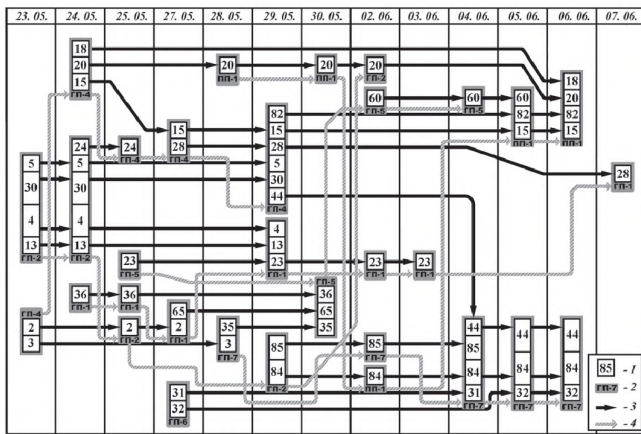 23. 05. 24. 05. 25. 05. 27. 05. 28. 05. 29. 05. 30. 05. 02. 06. 03. 06. 04. 06. 05. 06. 06. 06. 07. 06.
18
20 20 20 20 18
15 ГП-1 ГП-1 ГП-2 20
ГП-4 60 60 60
82 ГП-5 ГП-5 82 82
15 15 15 15
24 24 28 28 ГП-1 ГП-1
5 5 ГП-4 ГП-4 5 28
30 30 30 ГП-1
44
4 4 ГП-4
4
13 13 13
ГП-2 ГП-2 23 23 23 23
ГП-5 ГП-1 ГП-1 ГП-1
ГП-5
36 36 36
ГП-4 ГП-1 ГП-1 65 65
2 2 2 35 35 44 44 44
3 ГП-2 ГП-1 3 85 85 85
ГП-7 ГП-7
84 84 84 84 84
31 ГП-2 ГП-1 31 32 32
32 ГП-7 ГП-7 ГП-7
ГП-6
85 - 1
ГП-7 - 2
- 3
- 4